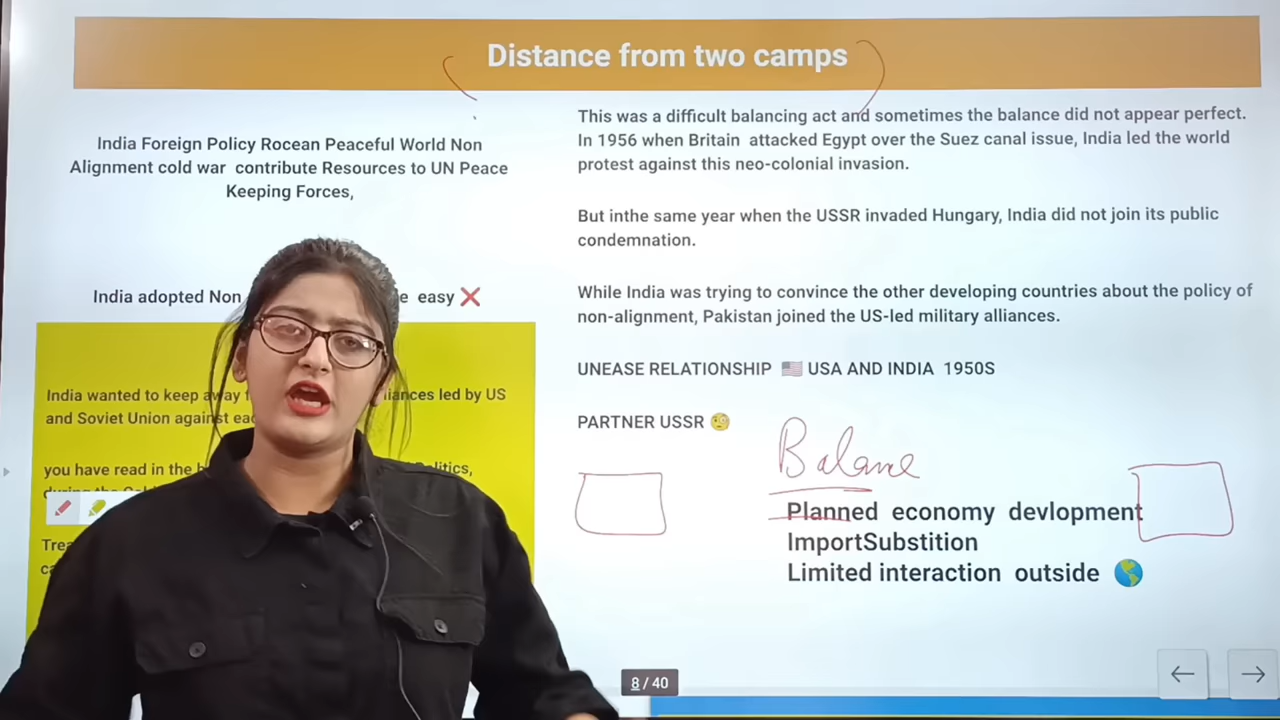 Distance from two camps
India Foreign Policy Rocean Peaceful World Non
Alignment cold war contribute Resources to UN Peace
Keeping Forces,
India adopted Non
e easy ❌
India wanted to keep away
liances led by US
and Soviet Union against
you have read in the
litics,
This was a difficult balancing act and sometimes the balance did not appear perfect.
In 1956 when Britain attacked Egypt over the Suez canal issue, India led the world
protest against this neo-colonial invasion.
But inthe same year when the USSR invaded Hungary, India did not join its public
condemnation.
While India was trying to convince the other developing countries about the policy of
non-alignment, Pakistan joined the US-led military alliances.
UNEASE RELATIONSHIP 🇺🇸 USA AND INDIA 1950S
PARTNER USSR 🧐
Balance
Planned economy devlopment
ImportSubstition
Limited interaction outside 🌎
8 / 40